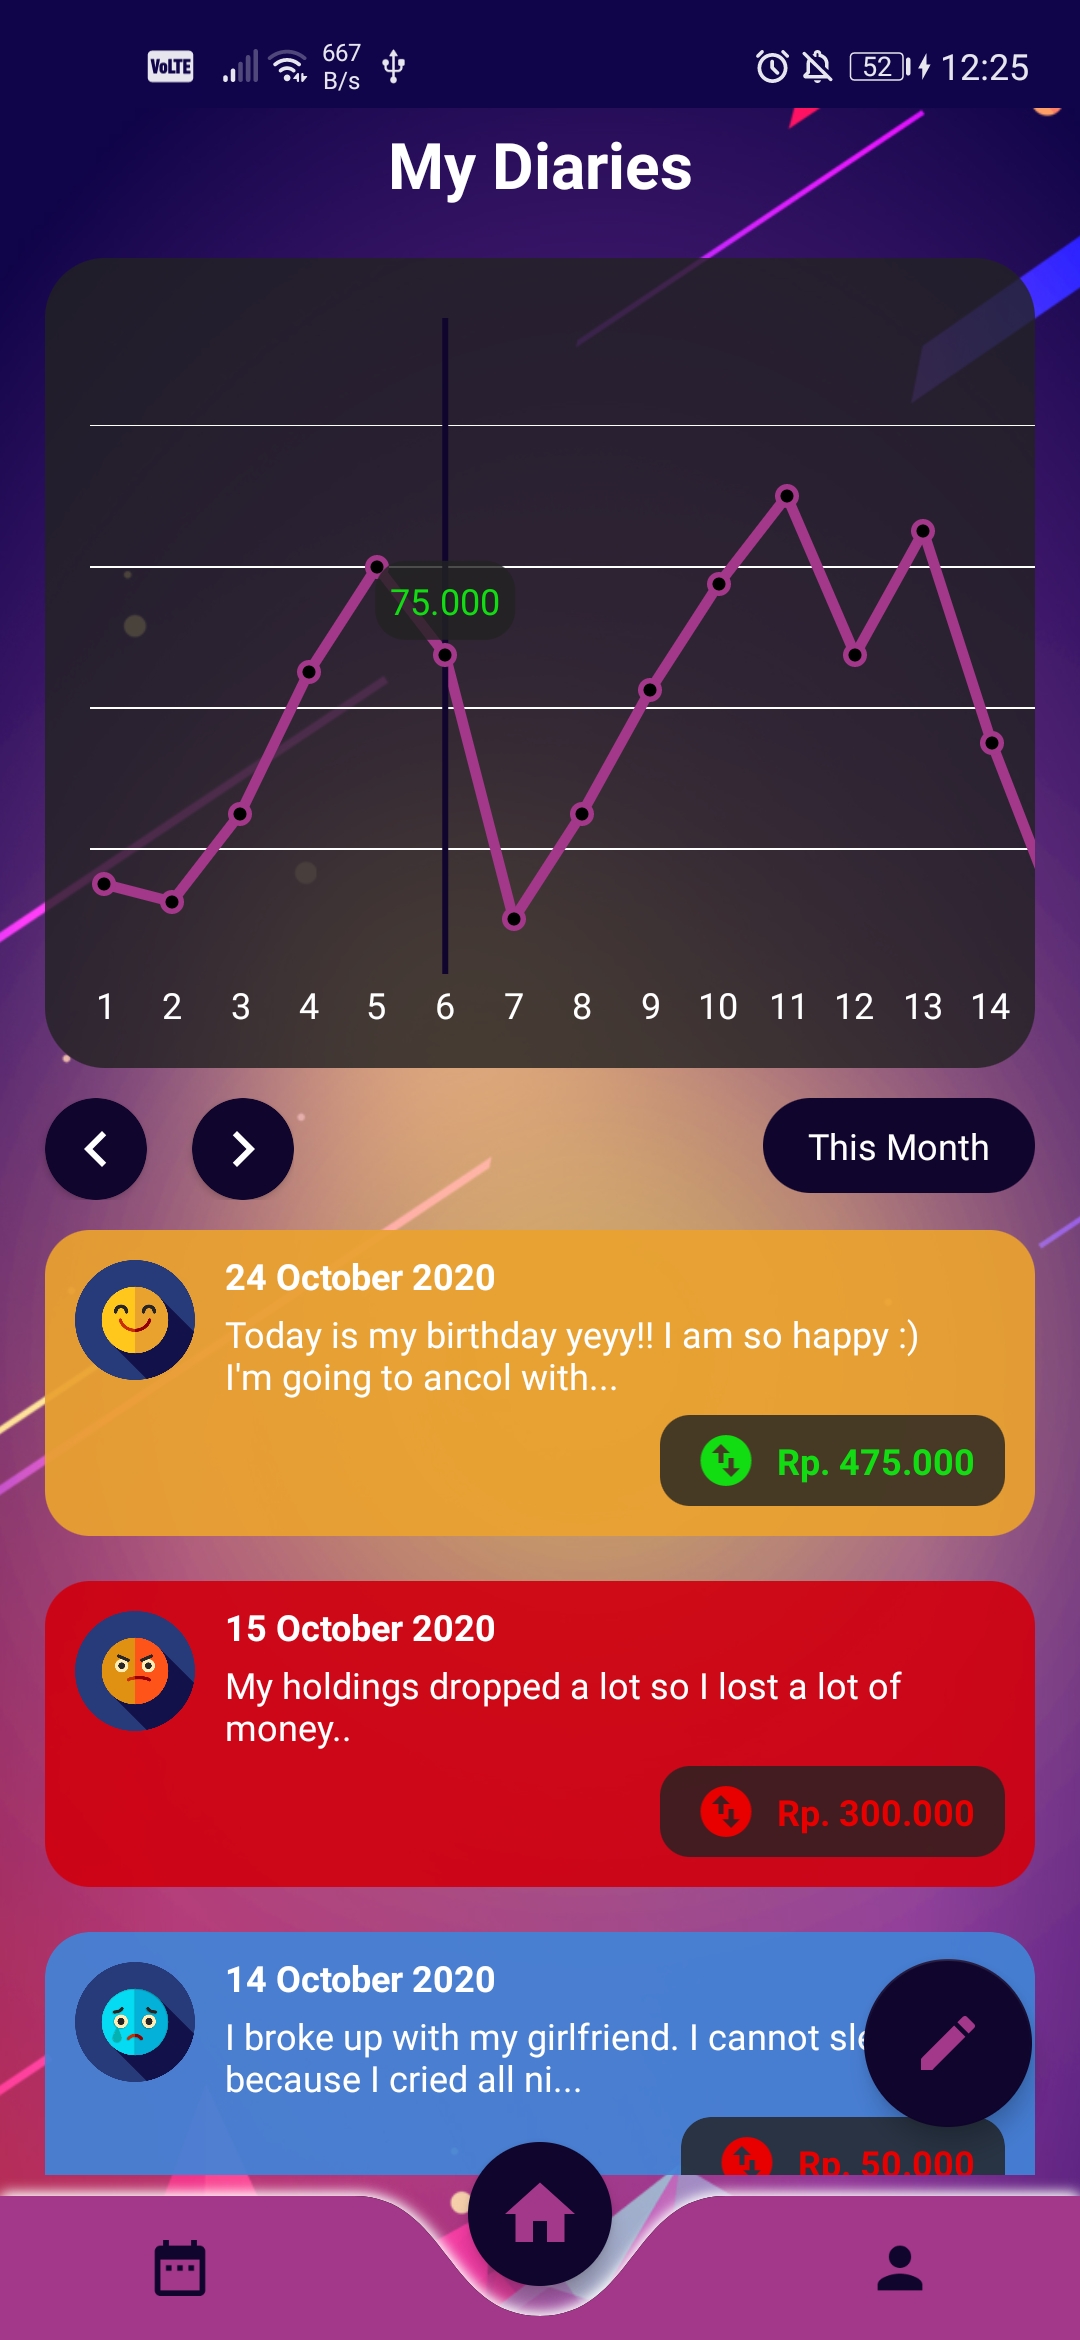 VoLTE 667 B/s 52 12:25
My Diaries
75.000
1 2 3 4 5 6 7 8 9 10 11 12 13 14
This Month
24 October 2020
Today is my birthday yeyy!! I am so happy :)
I'm going to ancol with...
Rp. 475.000
15 October 2020
My holdings dropped a lot so I lost a lot of
money..
Rp. 300.000
14 October 2020
I broke up with my girlfriend. I cannot
because I cried all ni...
Rp. 50.000